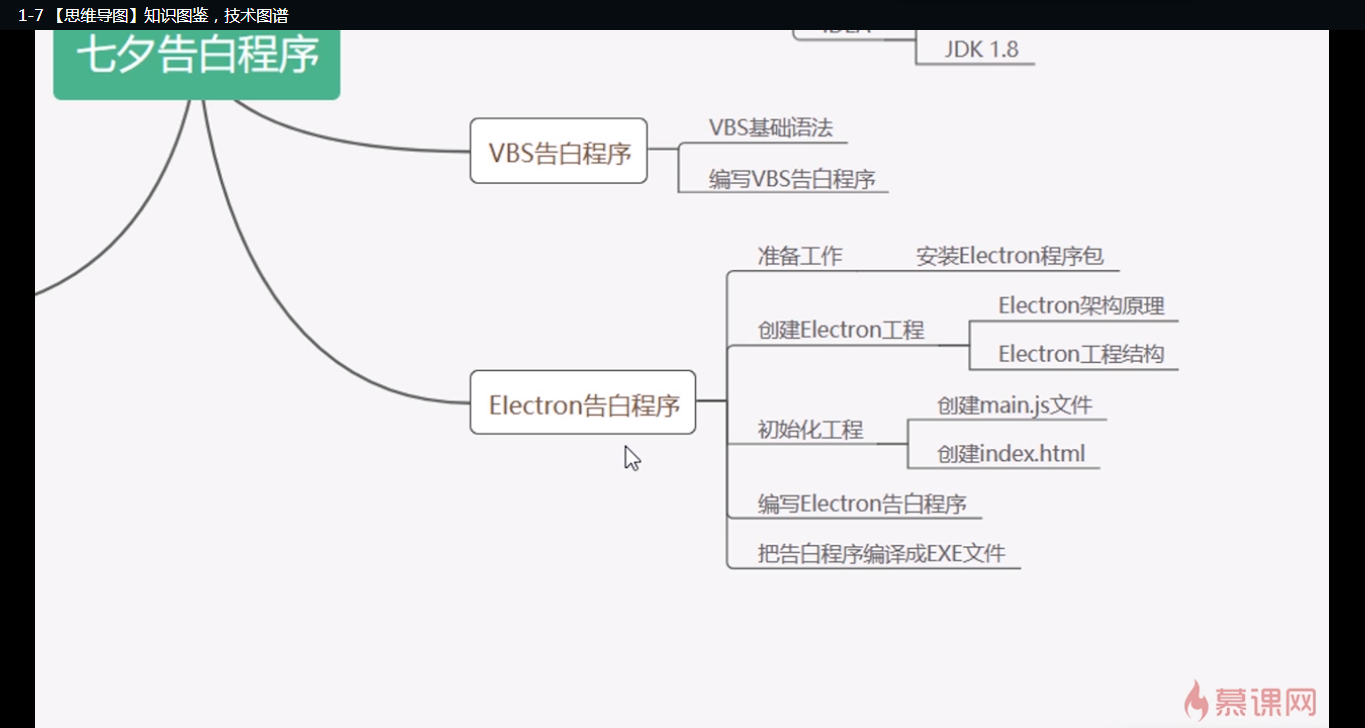 1-7 【思维导图】知识图鉴，技术图谱
七夕告白程序
IDEA
JDK 1.8
VBS告白程序
VBS基础语法
编写VBS告白程序
Electron告白程序
准备工作
安装Electron程序包
创建Electron工程
Electron架构原理
Electron工程结构
初始化工程
创建main.js文件
创建index.html
编写Electron告白程序
把告白程序编译成EXE文件
慕课网